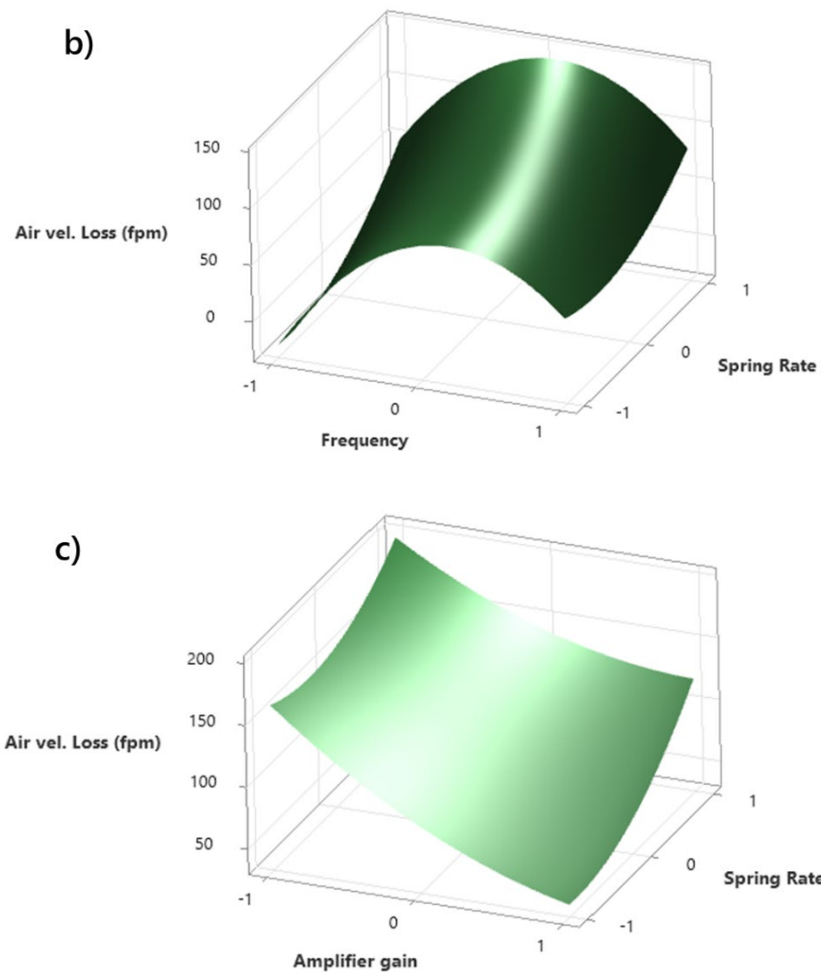 b)
150
100
Air vel. Loss (fpm)
50
0
-1
0
1
Frequency
-1
0
1
Spring Rate
c)
200
150
Air vel. Loss (fpm)
100
50
-1
0
1
Amplifier gain
-1
0
1
Spring Rate